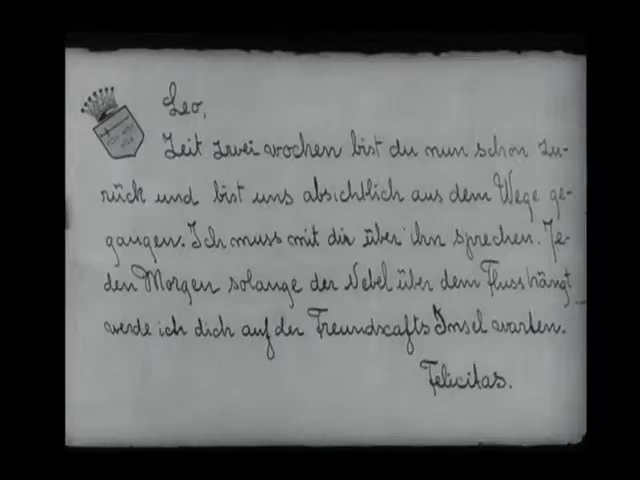 Leo,
Zeit zwei wochen bist du nun schon zu-
rück und bist uns absichtlich aus dem Wege ge-
gangen. Ich muss mit dir über ihn sprechen. Je-
den Morgen solange der Nebel über dem Fluss hängt
werde ich dich auf der Freundscafts Insel warten.
Felicitas.